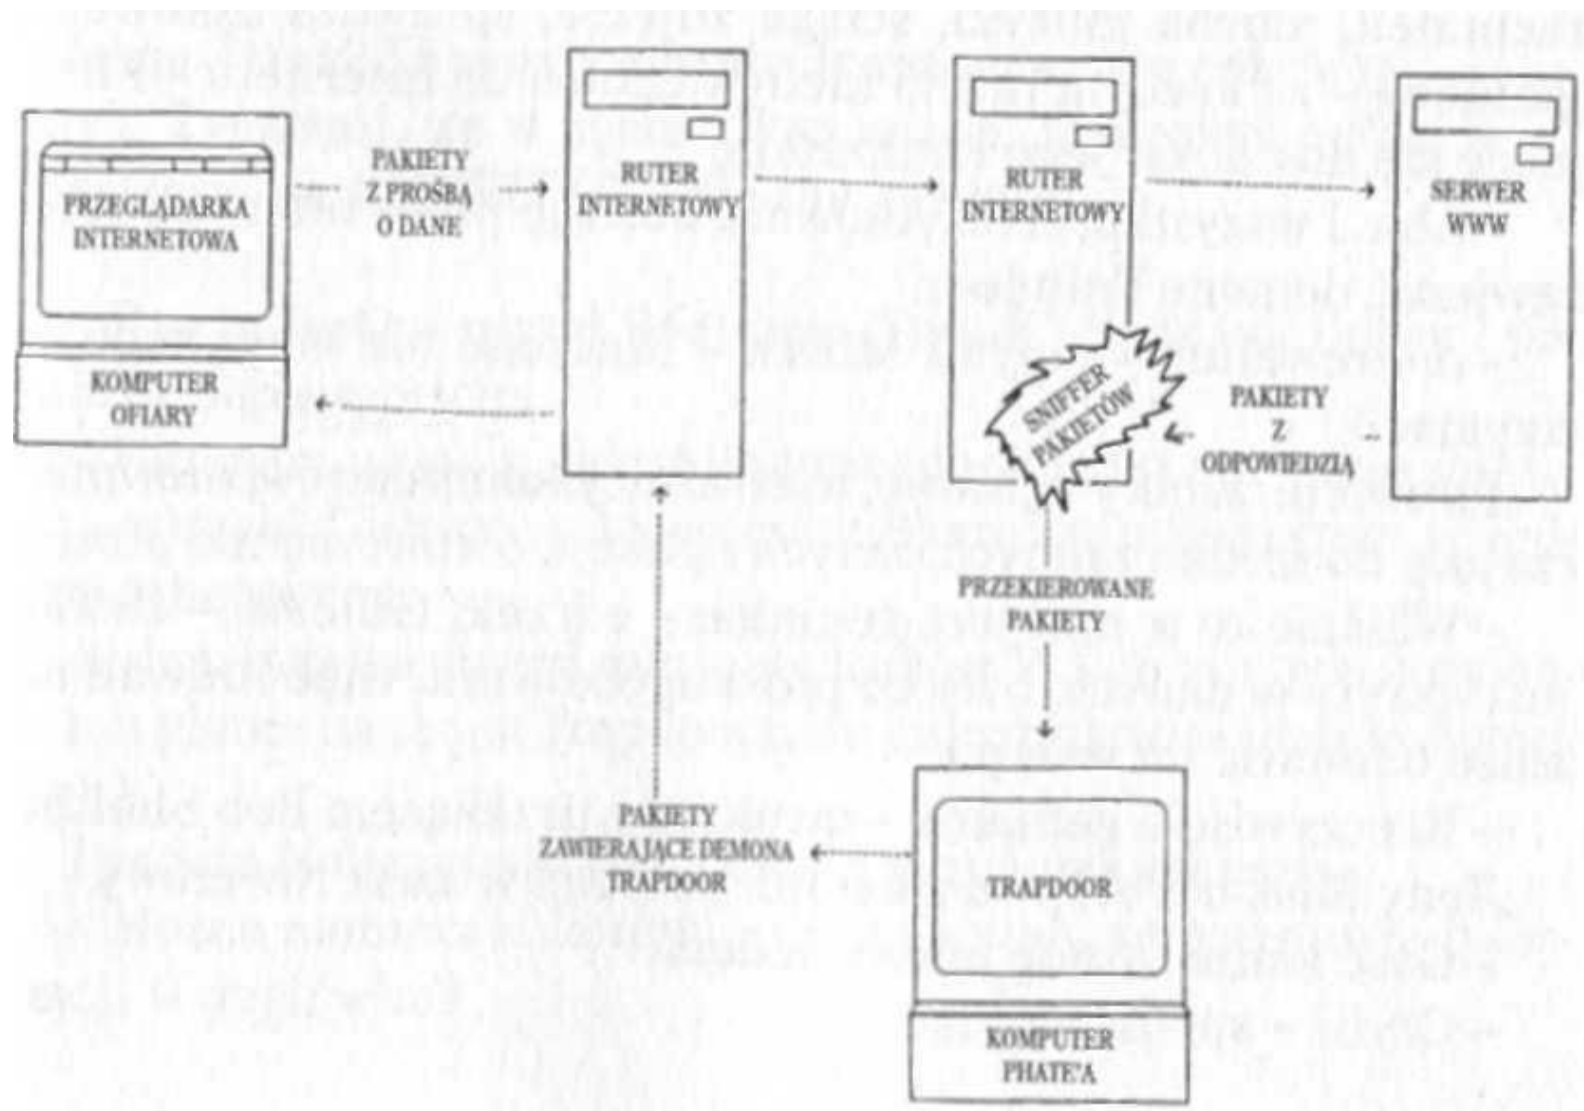 PRZEGLĄDARKA
INTERNETOWA
KOMPUTER
OFIARY
PAKIETY
Z PROŚBĄ
O DANE
RUTER
INTERNETOWY
RUTER
INTERNETOWY
SERWER
WWW
SNIFFER
PAKIETÓW
PAKIETY
Z
ODPOWIEDZIĄ
PRZEKIEROWANE
PAKIETY
PAKIETY
ZAWIERAJĄCE DEMONA
TRAPDOOR
TRAPDOOR
KOMPUTER
PHATE'A